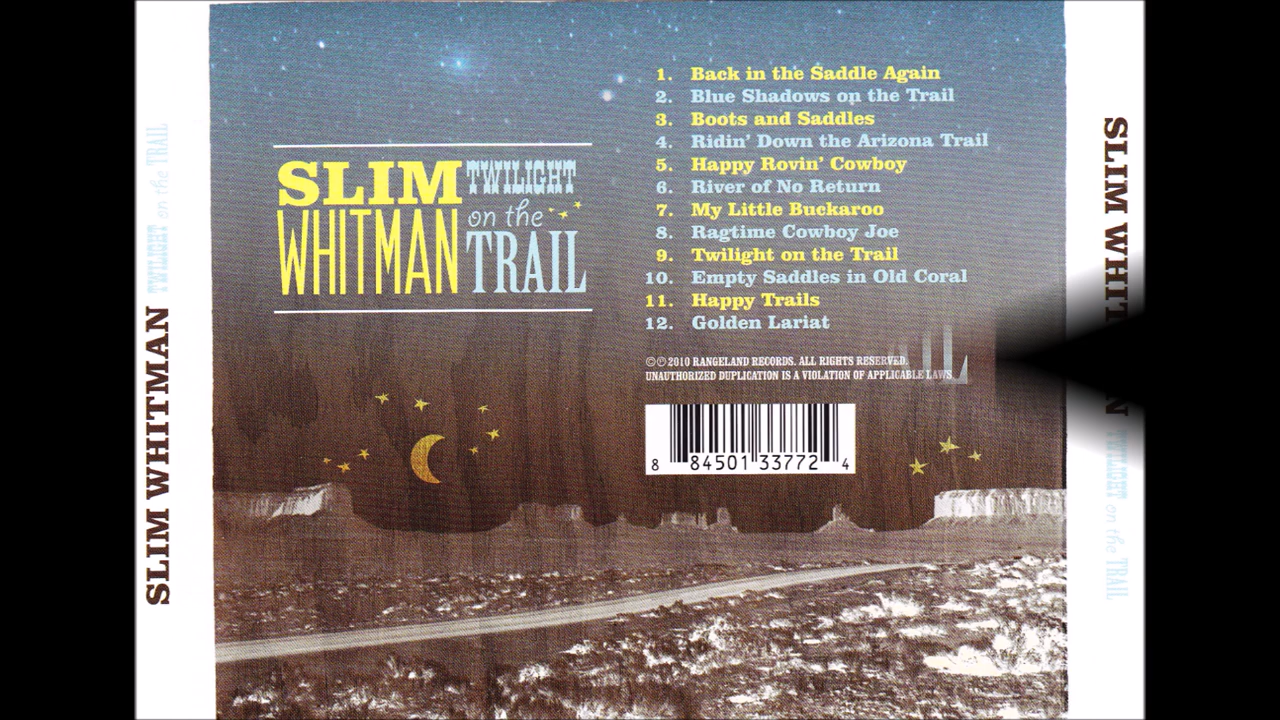 SLIM WHITMAN
TWILIGHT on the TRAIL
SLIM
WHITMAN
TWILIGHT
on the
TRAIL
1. Back in the Saddle Again
2. Blue Shadows on the Trail
3. Boots and Saddles
4. Ridin' Down the Arizona Trail
5. Happy Rovin' Cowboy
6. River of No Return
7. My Little Buckaroo
8. Ragtime Cowboy Joe
9. Twilight on the Trail
10. Empty Saddles in Old Coral
11. Happy Trails
12. Golden Lariat
©℗2010 RANGELAND RECORDS. ALL RIGHTS RESERVED.
UNAUTHORIZED DUPLICATION IS A VIOLATION OF APPLICABLE LAWS.
8 84501 33772 4
SLIM WHITMAN
TWILIGHT on the TRAIL